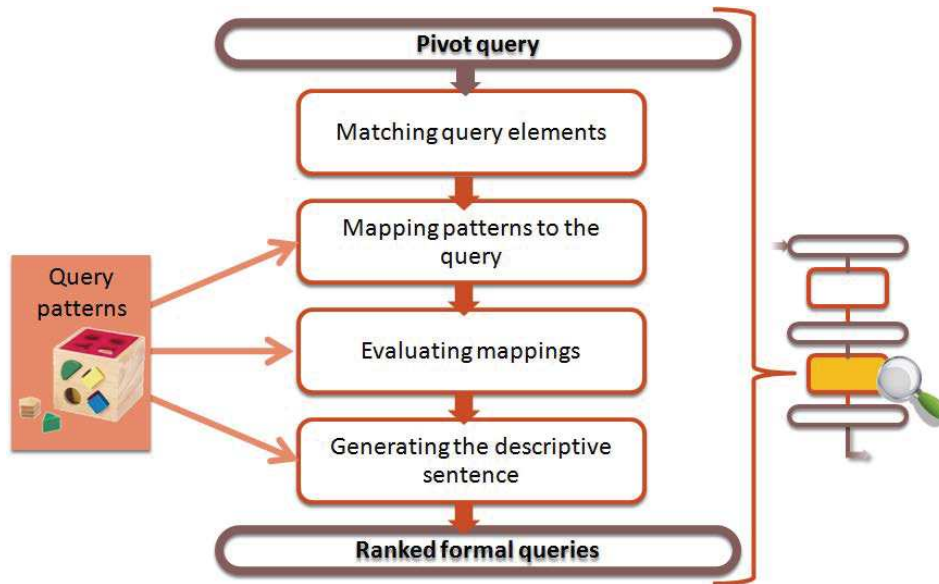 Pivot query
Matching query elements
Mapping patterns to the
query
Query
patterns
Evaluating mappings
Generating the descriptive
sentence
Ranked formal queries